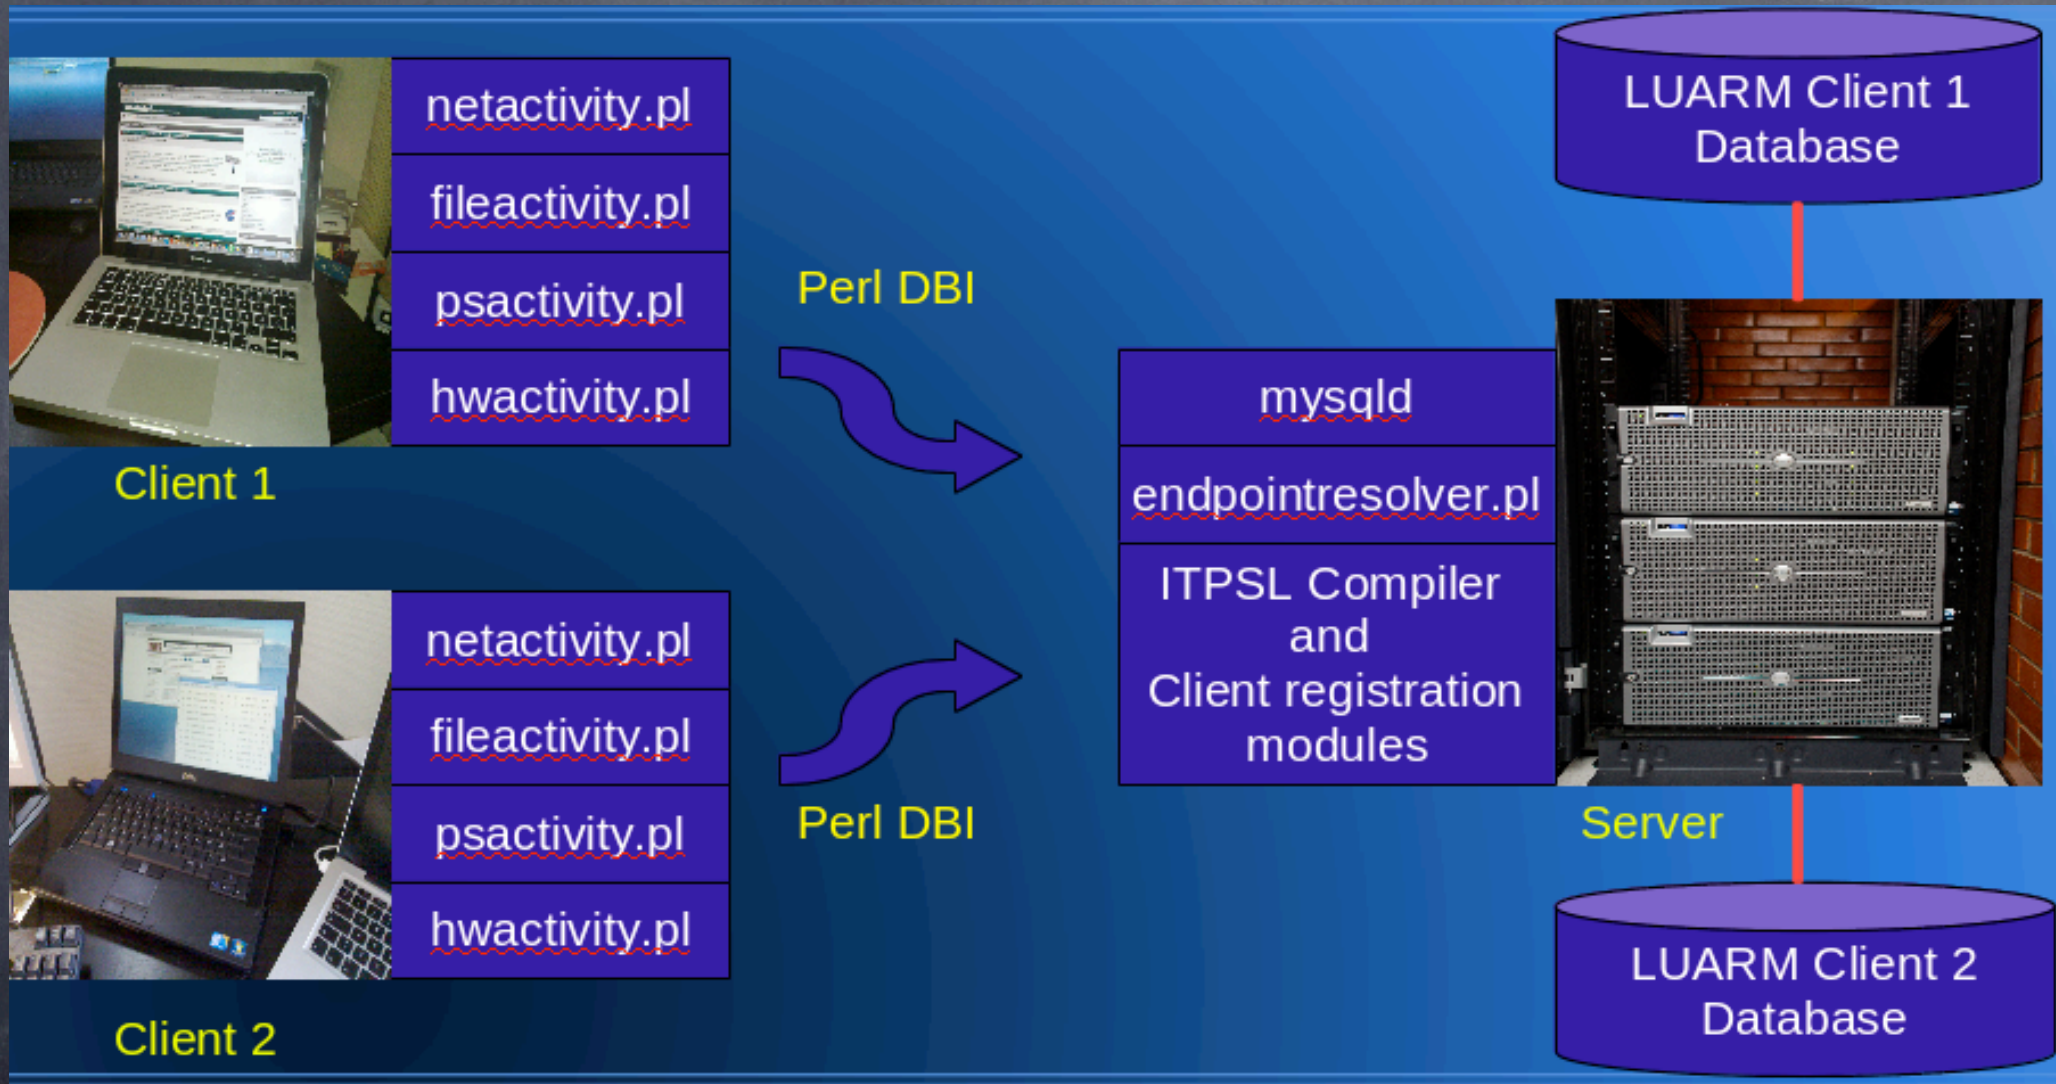 netactivity.pl
fileactivity.pl
psactivity.pl
hwactivity.pl
Client 1
Perl DBI
netactivity.pl
fileactivity.pl
psactivity.pl
hwactivity.pl
Client 2
Perl DBI
mysqld
endpointresolver.pl
ITPSL Compiler
and
Client registration
modules
Server
LUARM Client 1
Database
LUARM Client 2
Database